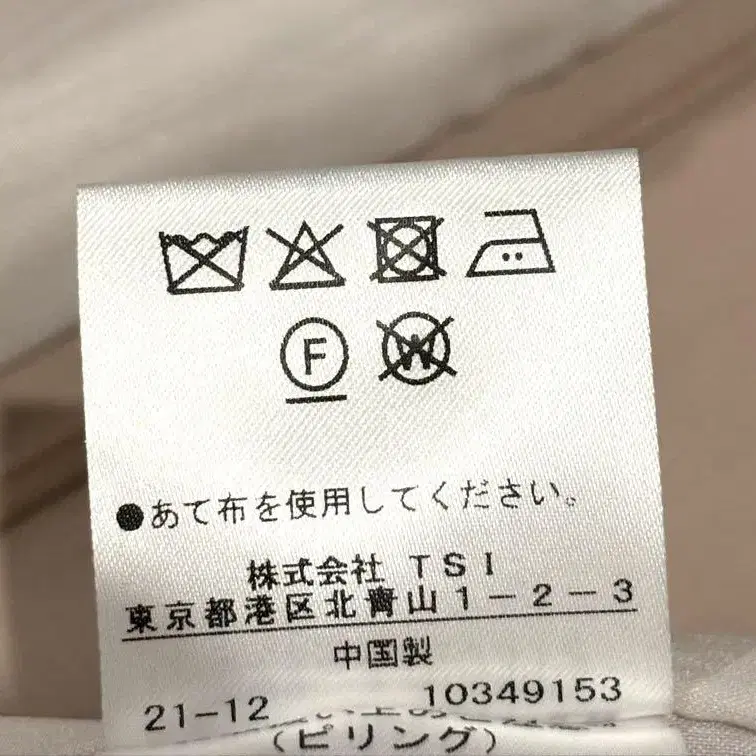 F W
●あて布を使用してください。
株式会社 TSI
東京都港区北青山1-2-3
中国製
21-12 10349153
(ピリング)